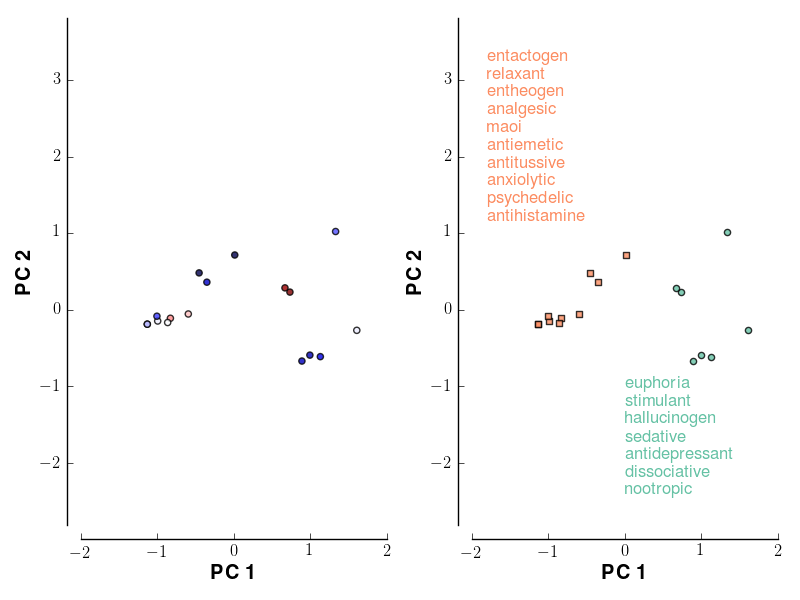 3
2
1
0
−1
−2
PC 2
−2
−1
0
1
2
PC 1
3
2
1
0
−1
−2
PC 2
entactogen
relaxant
entheogen
analgesic
maoi
antiemetic
antitussive
anxiolytic
psychedelic
antihistamine
euphoria
stimulant
hallucinogen
sedative
antidepressant
dissociative
nootropic
−2
−1
0
1
2
PC 1